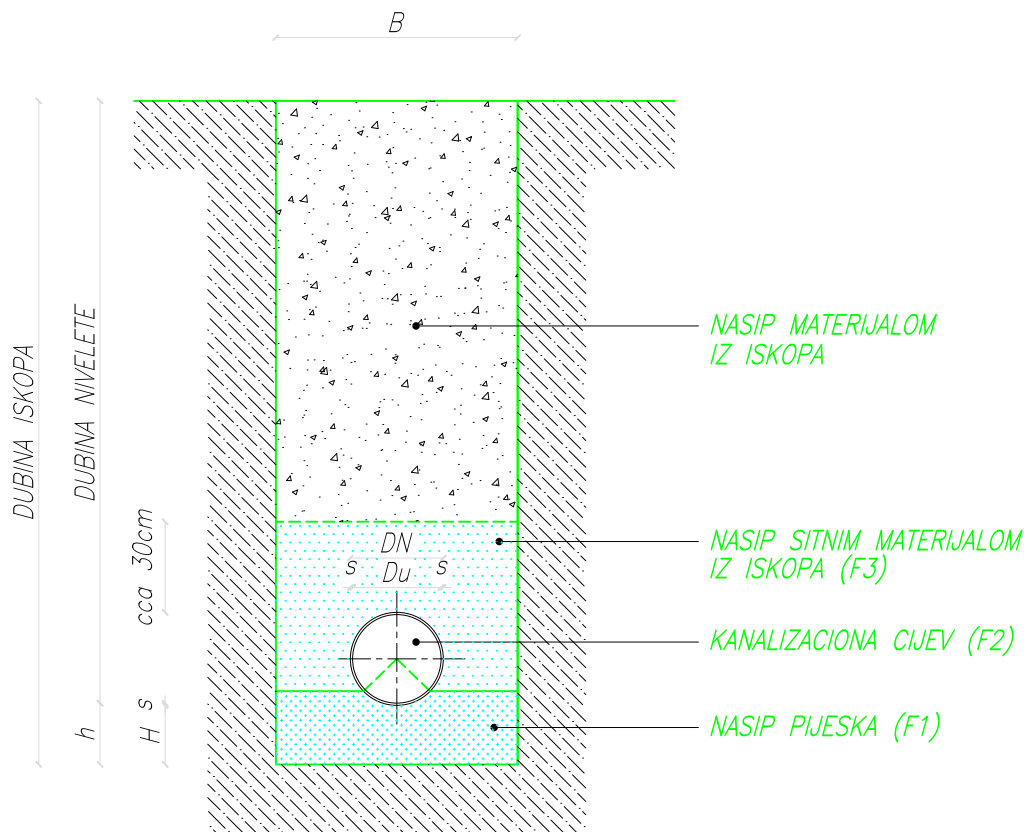 B
DUBINA ISKOPA
DUBINA NIVELETE
NASIP MATERIJALOM
IZ ISKOPA
cca 30cm
DN
s
Du
s
NASIP SITNIM MATERIJALOM
IZ ISKOPA (F3)
KANALIZACIONA CIJEV (F2)
h
H
s
NASIP PIJESKA (F1)